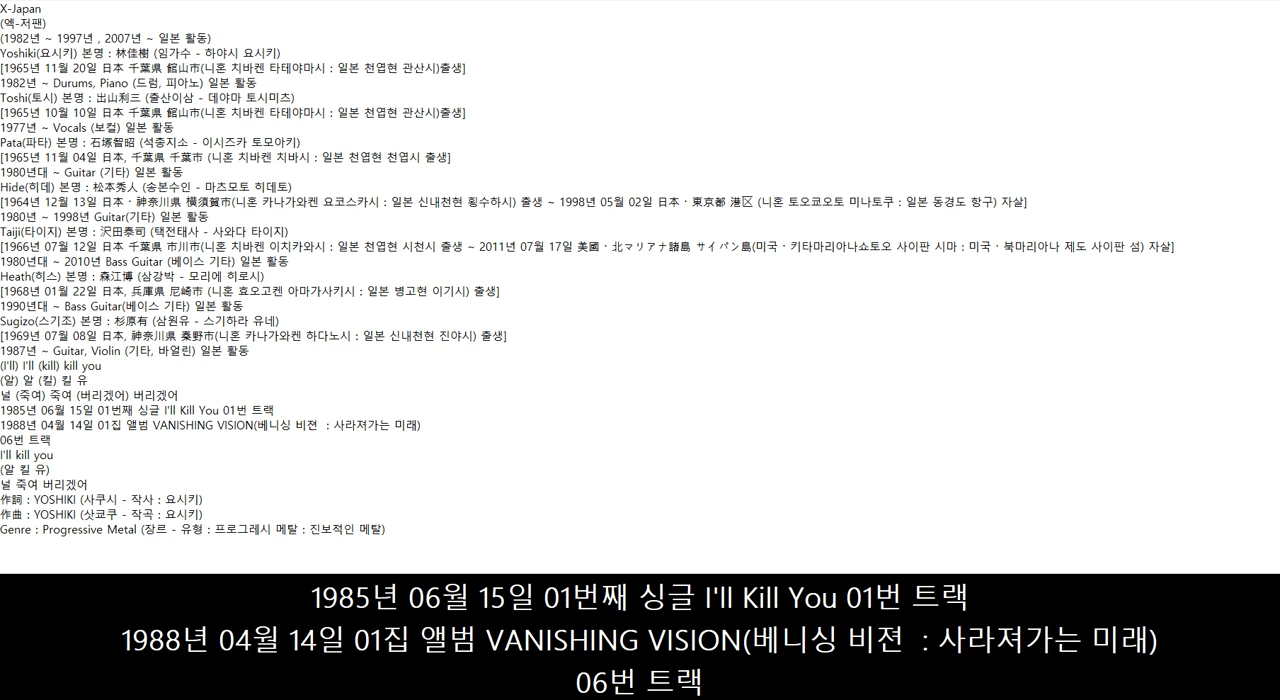 X-Japan
(엑-저팬)
(1982년 ~ 1997년 , 2007년 ~ 일본 활동)
Yoshiki(요시키) 본명 : 林佳樹 (임가수 - 하야시 요시키)
[1965년 11월 20일 日本 千葉県 館山市(니혼 치바켄 타테야마시 : 일본 천엽현 관산시)출생]
1982년 ~ Durums, Piano (드럼, 피아노) 일본 활동
Toshi(토시) 본명 : 出山利三 (출산이삼 - 데야마 토시미츠)
[1965년 10월 10일 日本 千葉県 館山市(니혼 치바켄 타테야마시 : 일본 천엽현 관산시)출생]
1977년 ~ Vocals (보컬) 일본 활동
Pata(파타) 본명 : 石塚智昭 (석총지소 - 이시즈카 토모아키)
[1965년 11월 04일 日本, 千葉県 千葉市 (니혼 치바켄 치바시 : 일본 천엽현 천엽시 출생]
1980년대 ~ Guitar (기타) 일본 활동
Hide(히데) 본명 : 松本秀人 (송본수인 - 마츠모토 히데토)
[1964년 12월 13일 日本 · 神奈川県 横須賀市(니혼 카나가와켄 요코스카시 : 일본 신내천현 횡수하시) 출생 ~ 1998년 05월 02일 日本 · 東京都 港区 (니혼 토오쿄오토 미나토쿠 : 일본 동경도 항구) 자살]
1980년 ~ 1998년 Guitar(기타) 일본 활동
Taiji(타이지) 본명 : 沢田泰司 (택전태사 - 사와다 타이지)
[1966년 07월 12일 日本 千葉県 市川市(니혼 치바켄 이치카와시 : 일본 천엽현 시천시 출생 ~ 2011년 07월 17일 美國 · 北マリアナ諸島 サイパン島(미국 · 키타마리아나쇼토오 사이판 시마 : 미국 · 북마리아나 제도 사이판 섬) 자살]
1980년대 ~ 2010년 Bass Guitar (베이스 기타) 일본 활동
Heath(히스) 본명 : 森江博 (삼강박 - 모리에 히로시)
[1968년 01월 22일 日本, 兵庫県 尼崎市 (니혼 효오고켄 아마가사키시 : 일본 병고현 이기시) 출생]
1990년대 ~ Bass Guitar(베이스 기타) 일본 활동
Sugizo(스기조) 본명 : 杉原有 (삼원유 - 스기하라 유네)
[1969년 07월 08일 日本, 神奈川県 秦野市(니혼 카나가와켄 하다노시 : 일본 신내천현 진야시) 출생]
1987년 ~ Guitar, Violin (기타, 바얼린) 일본 활동
(I'll) I'll (kill) kill you
(알) 알 (킬) 킬 유
널 (죽여) 죽여 (버리겠어) 버리겠어
1985년 06월 15일 01번째 싱글 I'll Kill You 01번 트랙
1988년 04월 14일 01집 앨범 VANISHING VISION(베니싱 비젼  : 사라져가는 미래)
06번 트랙
I'll kill you
(알 킬 유)
널 죽여 버리겠어
作詞 : YOSHIKI (사쿠시 - 작사 : 요시키)
作曲 : YOSHIKI (삿쿄쿠 - 작곡 : 요시키)
Genre : Progressive Metal (장르 - 유형 : 프로그레시 메탈 : 진보적인 메탈)
1985년 06월 15일 01번째 싱글 I'll Kill You 01번 트랙
1988년 04월 14일 01집 앨범 VANISHING VISION(베니싱 비젼  : 사라져가는 미래)
06번 트랙